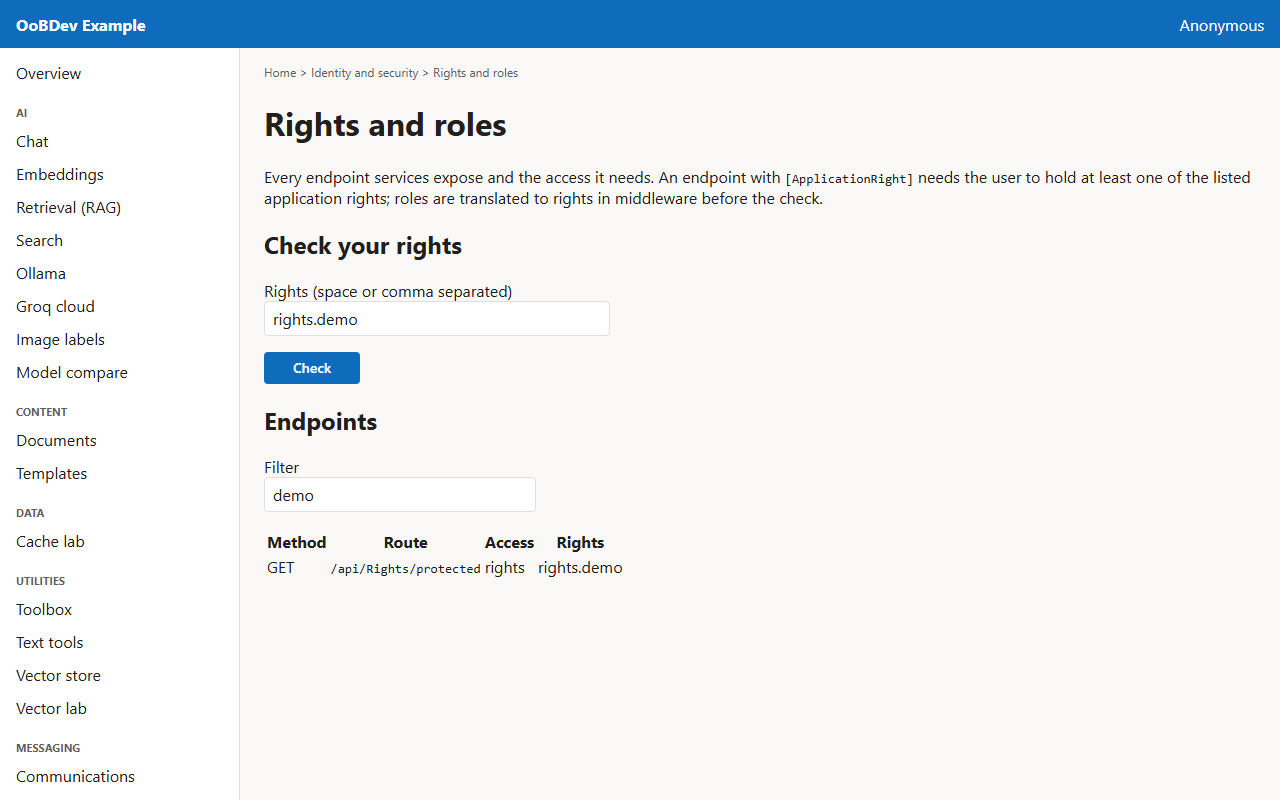 OoBDev Example
Anonymous
Overview
AI
Chat
Embeddings
Retrieval (RAG)
Search
Ollama
Groq cloud
Image labels
Model compare
CONTENT
Documents
Templates
DATA
Cache lab
UTILITIES
Toolbox
Text tools
Vector store
Vector lab
MESSAGING
Communications
Home > Identity and security > Rights and roles
Rights and roles
Every endpoint services expose and the access it needs. An endpoint with [ApplicationRight] needs the user to hold at least one of the listed
application rights; roles are translated to rights in middleware before the check.
Check your rights
Rights (space or comma separated)
rights.demo
Check
Endpoints
Filter
demo
Method Route Access Rights
GET /api/Rights/protected rights rights.demo